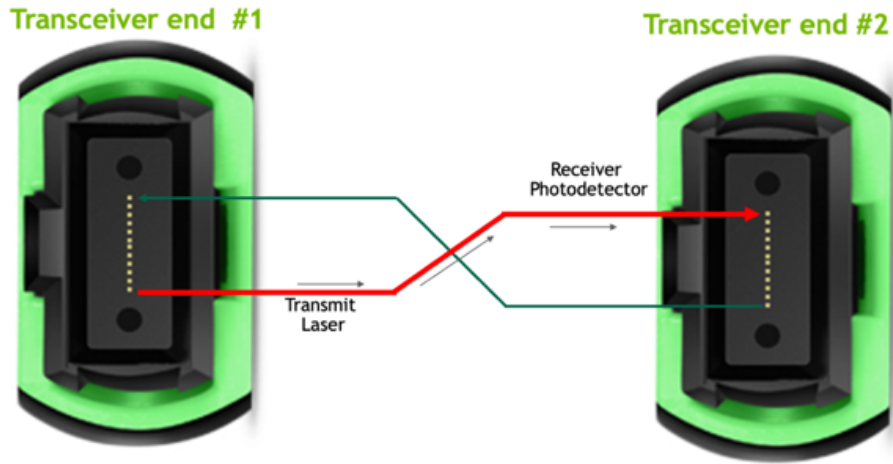 Transceiver end #1
Transceiver end #2
Receiver
Photodetector
Transmit
Laser